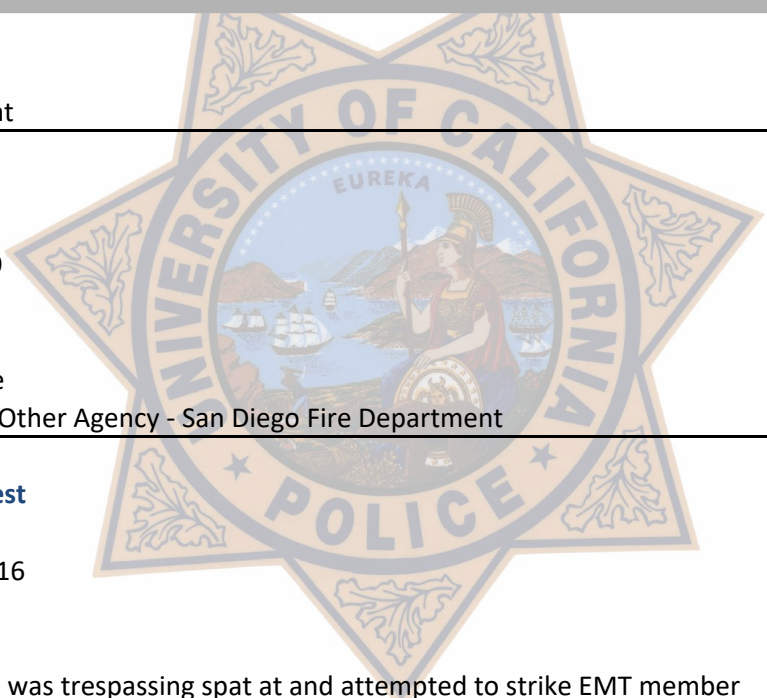 nt
UNIVERSITY OF CALIFORNIA
EUREKA
)
e
Other Agency - San Diego Fire Department
est
POLICE
16
was trespassing spat at and attempted to strike EMT member